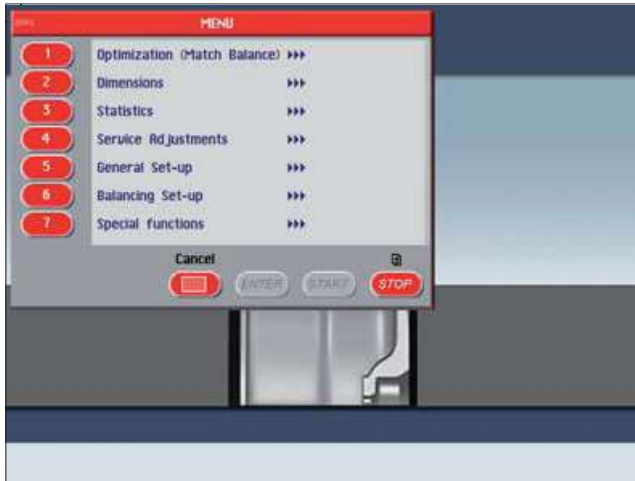 MENU
1 Optimization (Match Balance)
2 Dimensions
3 Statistics
4 Service Adjustments
5 General Set-up
6 Balancing Set-up
7 Special functions
Cancel
ENTER START STOP